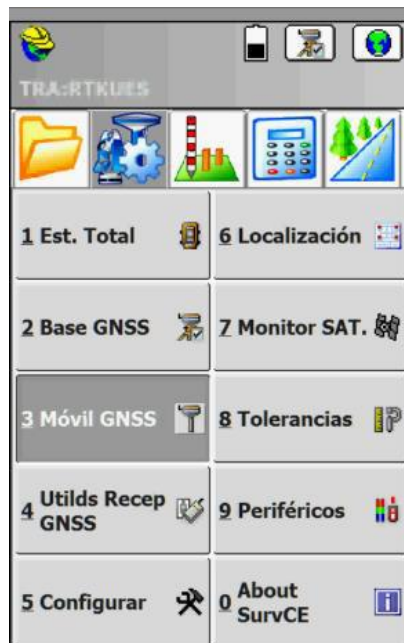 TRA:RTKUES
1 Est. Total
6 Localización
2 Base GNSS
7 Monitor SAT.
3 Móvil GNSS
8 Tolerancias
4 Utilds Recep
GNSS
9 Periféricos
5 Configurar
0 About
SurvCE